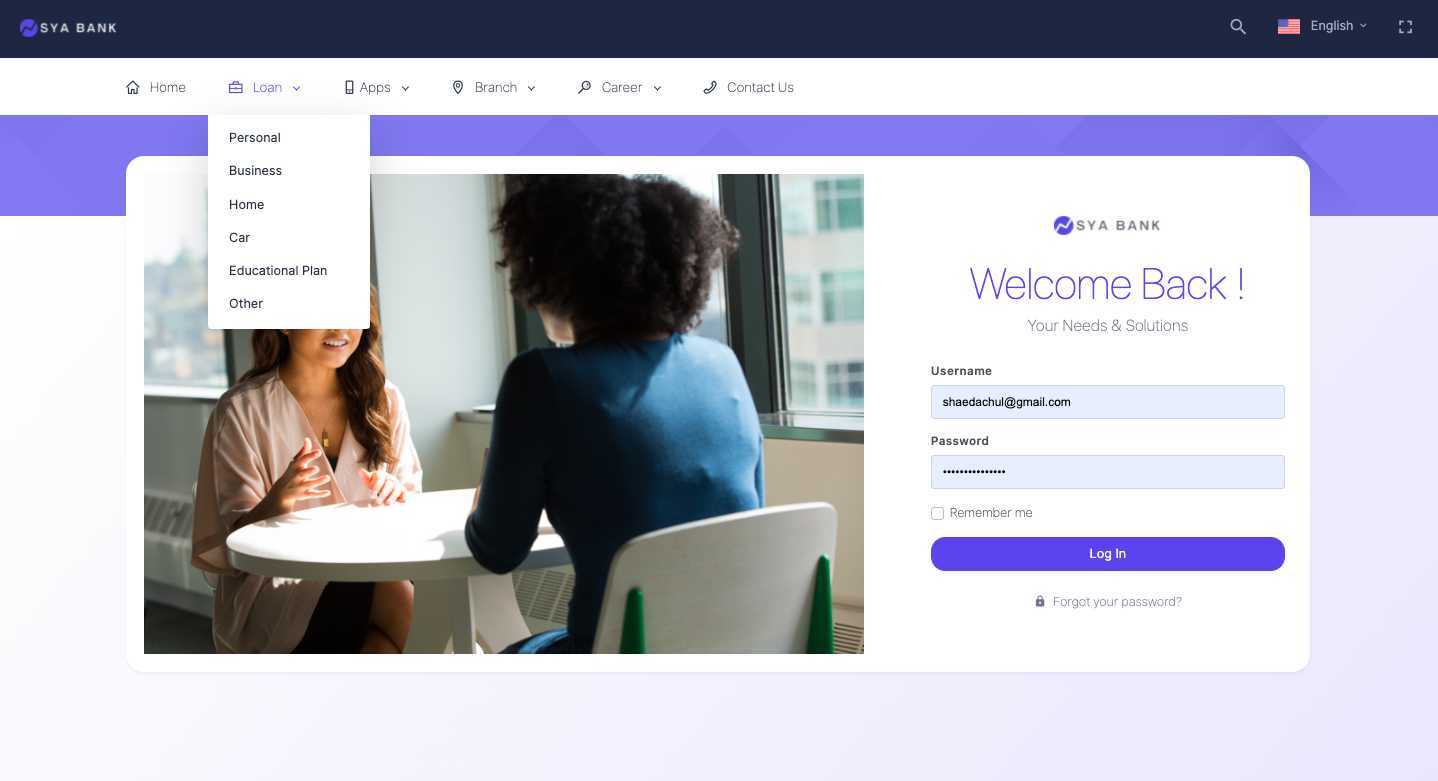 SYA BANK
English
Home
Loan
Apps
Branch
Career
Contact Us
Personal
Business
Home
Car
Educational Plan
Other
SYA BANK
Welcome Back !
Your Needs & Solutions
Username
shaedachul@gmail.com
Password
•••••••••••••••
Remember me
Log In
Forgot your password?